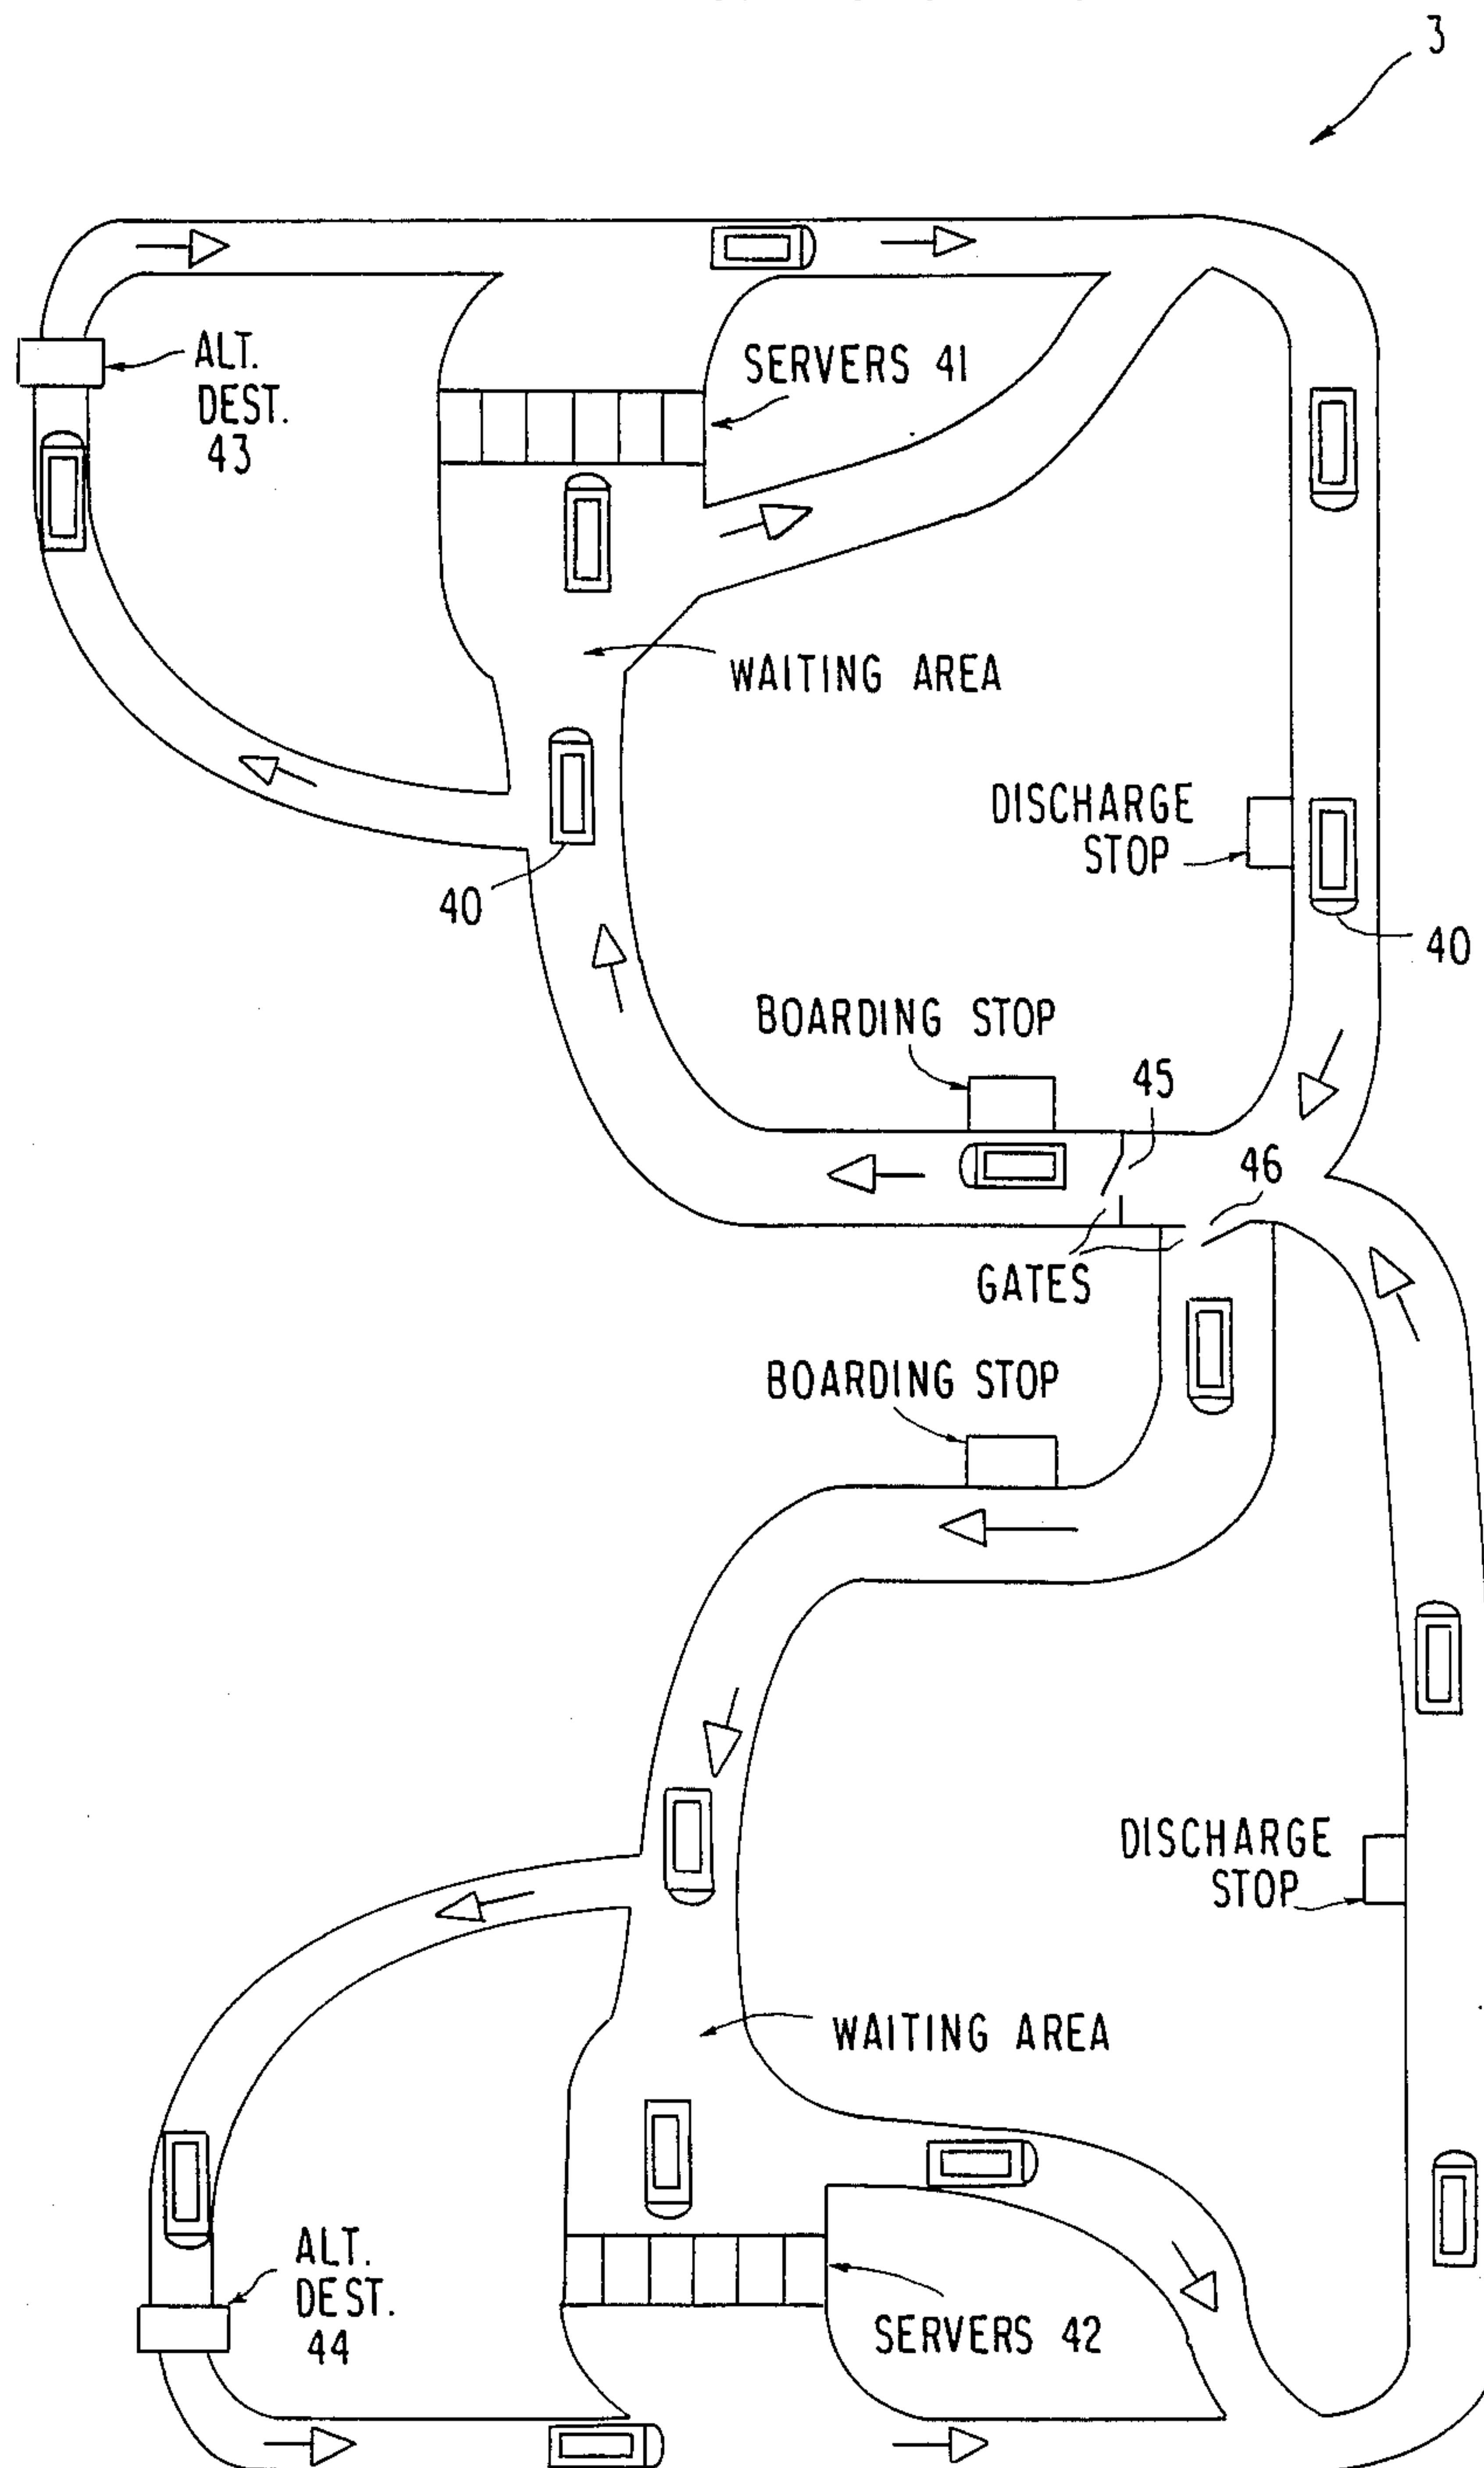 3
ALT.
DEST.
43
SERVERS 41
WAITING AREA
DISCHARGE
STOP
40
40
BOARDING STOP
45
46
GATES
BOARDING STOP
DISCHARGE
STOP
WAITING AREA
ALT.
DEST.
44
SERVERS 42